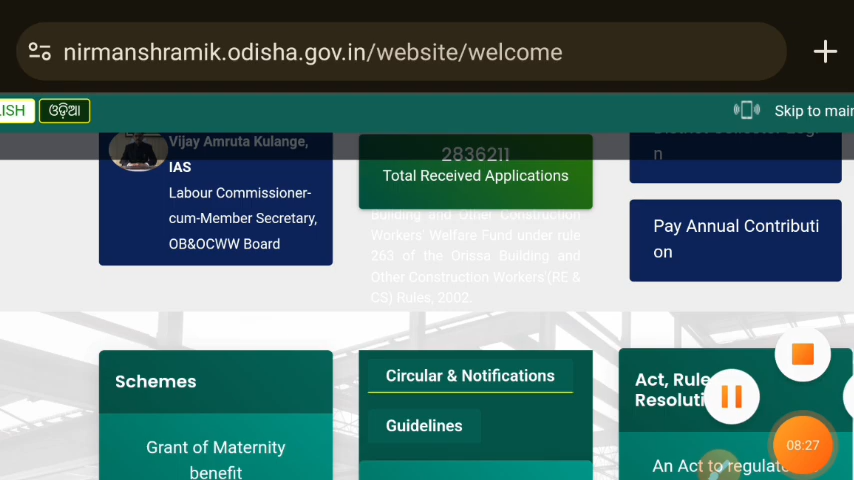 nirmanshramik.odisha.gov.in/website/welcome
LISH
ଓଡ଼ିଆ
Skip to main
Vijay Amruta Kulange,
IAS
Labour Commissioner-
cum-Member Secretary,
OB&OCWW Board
2836211
Total Received Applications
Building and Other Construction
Workers' Welfare Fund under rule
263 of the Orissa Building and
Other Construction Workers'(RE &
CS) Rules, 2002.
District Collector Logi
n
Pay Annual Contributi
on
Schemes
Grant of Maternity
benefit
Circular & Notifications
Guidelines
Act, Rule
Resoluti
An Act to regulate
08:27